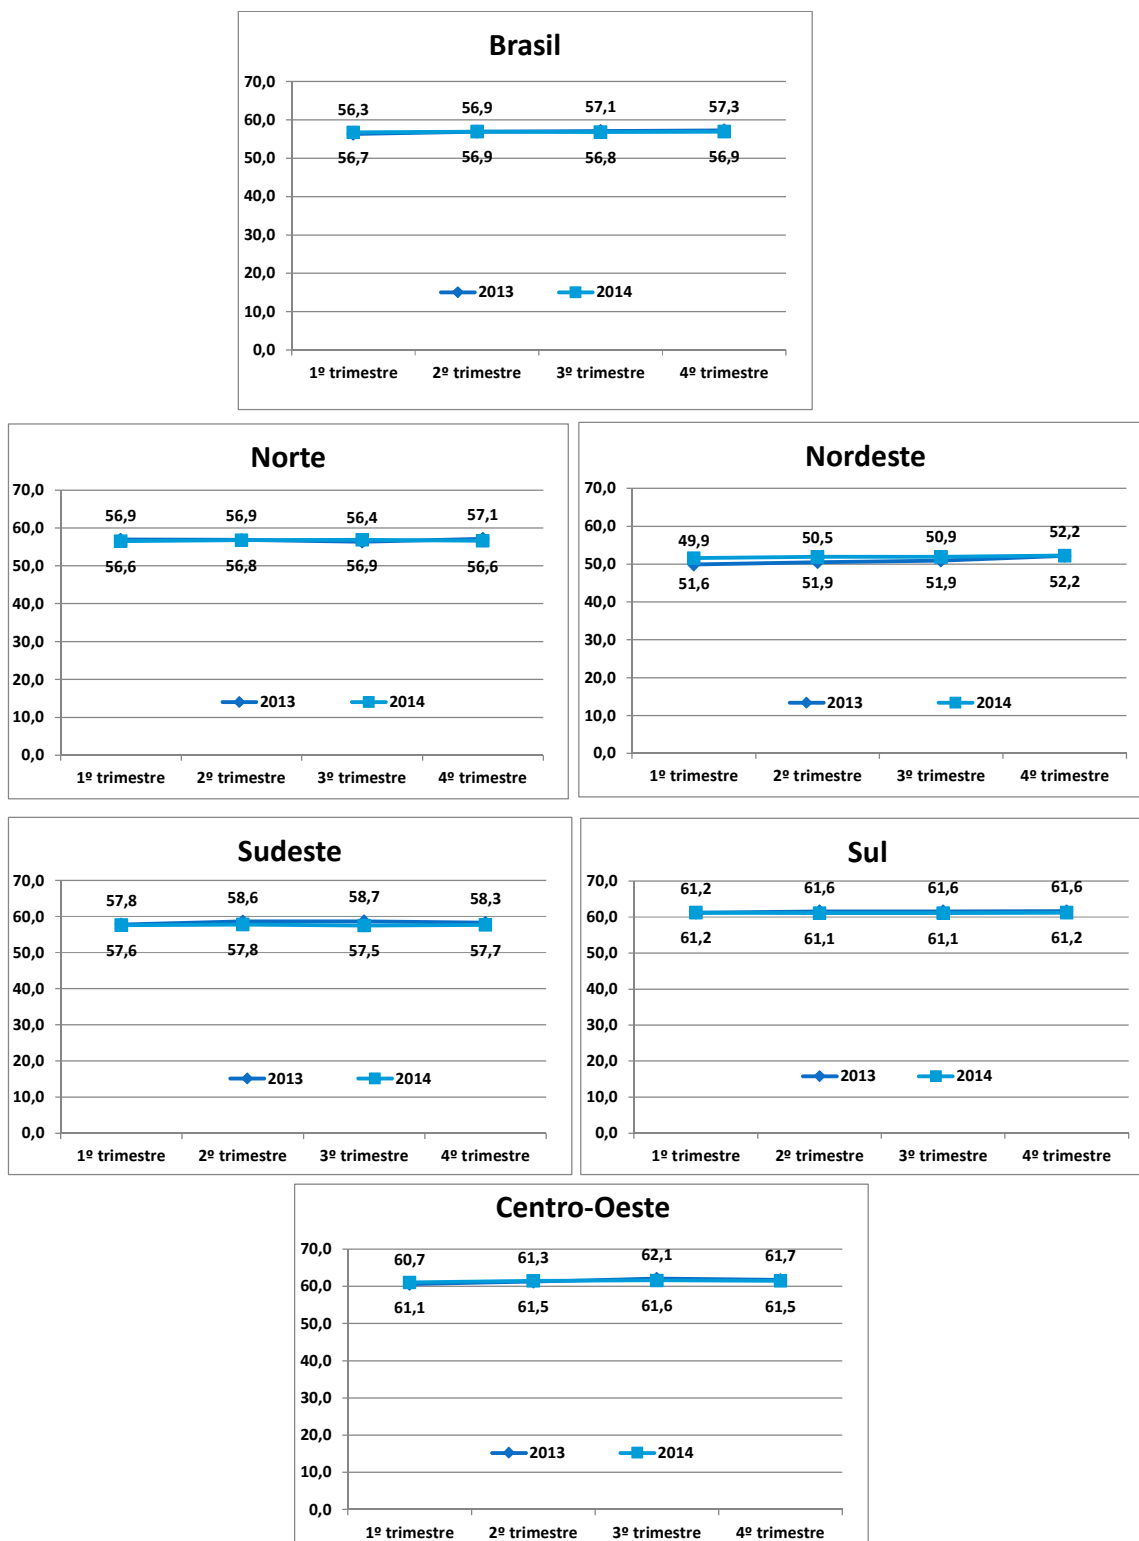 Brasil
70,0
60,0
50,0
40,0
30,0
20,0
10,0
0,0
56,3 56,9 57,1 57,3
56,7 56,9 56,8 56,9
2013 2014
1º trimestre 2º trimestre 3º trimestre 4º trimestre
Norte
70,0
60,0
50,0
40,0
30,0
20,0
10,0
0,0
56,9 56,9 56,4 57,1
56,6 56,8 56,9 56,6
2013 2014
1º trimestre 2º trimestre 3º trimestre 4º trimestre
Nordeste
70,0
60,0
50,0
40,0
30,0
20,0
10,0
0,0
49,9 50,5 50,9 52,2
51,6 51,9 51,9 52,2
2013 2014
1º trimestre 2º trimestre 3º trimestre 4º trimestre
Sudeste
70,0
60,0
50,0
40,0
30,0
20,0
10,0
0,0
57,8 58,6 58,7 58,3
57,6 57,8 57,5 57,7
2013 2014
1º trimestre 2º trimestre 3º trimestre 4º trimestre
Sul
70,0
60,0
50,0
40,0
30,0
20,0
10,0
0,0
61,2 61,6 61,6 61,6
61,2 61,1 61,1 61,2
2013 2014
1º trimestre 2º trimestre 3º trimestre 4º trimestre
Centro-Oeste
70,0
60,0
50,0
40,0
30,0
20,0
10,0
0,0
60,7 61,3 62,1 61,7
61,1 61,5 61,6 61,5
2013 2014
1º trimestre 2º trimestre 3º trimestre 4º trimestre